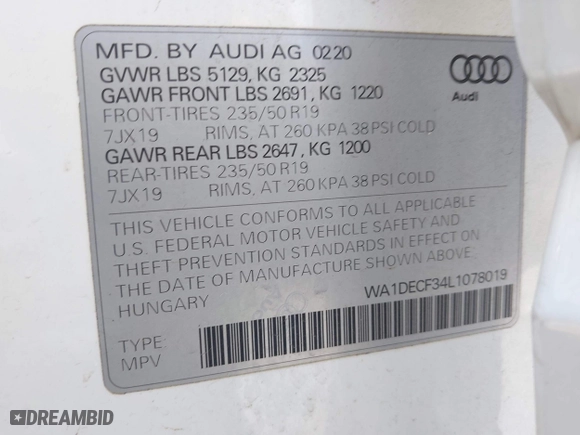 MFD. BY AUDI AG 02/20
GVWR LBS 5129, KG 2325
GAWR FRONT LBS 2691, KG 1220
FRONT-TIRES 235/50 R19
7JX19 RIMS, AT 260 KPA 38 PSI COLD
GAWR REAR LBS 2647, KG 1200
REAR-TIRES 235/50 R19
7JX19 RIMS, AT 260 KPA 38 PSI COLD
Audi
THIS VEHICLE CONFORMS TO ALL APPLICABLE
U.S. FEDERAL MOTOR VEHICLE SAFETY AND
THEFT PREVENTION STANDARDS IN EFFECT ON
THE DATE OF MANUFACTURE SHOWN ABOVE
HUNGARY
WA1DECF34L1078019
TYPE
MPV
DREAMBID